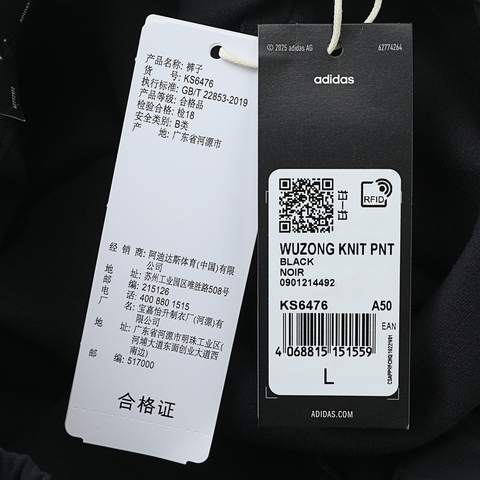 产品名称: 裤子
货 号: KS6476
执行标准: GB/T 22853-2019
产品等级: 合格品
检验合格: 检18
安全类别: B类
产 地: 广东省河源市
经 销 商: 阿迪达斯体育(中国)有限公司
地 址: 苏州工业园区唯胜路508号
邮 编: 215126
电 话: 400 880 1515
厂 名: 宝嘉怡升制衣厂(河源)有限公司
地 址: 广东省河源市明珠工业区(河埔大道东面创业大道西南边)
邮 编: 517000
合格证
© 2025 adidas AG
62774264
adidas
RFID
WUZONG KNIT PNT
BLACK
NOIR
0901214492
KS6476 A50
EAN
4 068815 151559
L
ADIDAS.COM